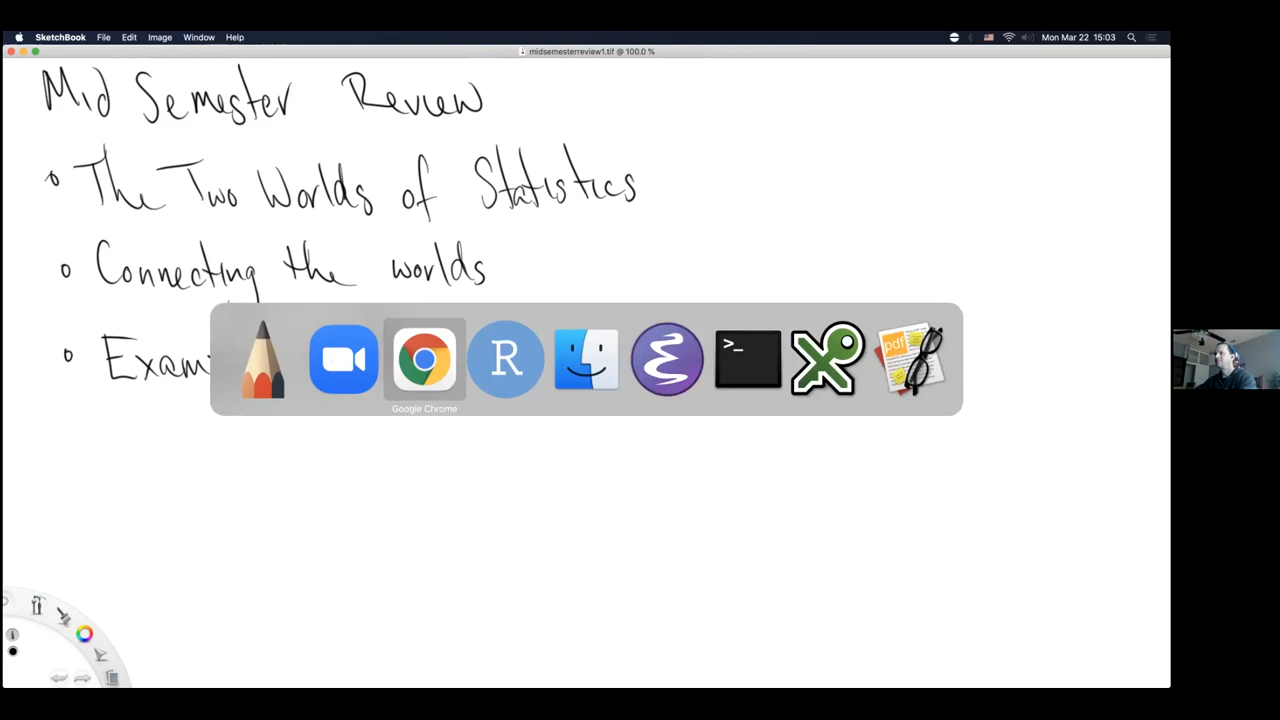 SketchBook File Edit Image Window Help Mon Mar 22 15:03
midsemesterreview1.tif @ 100.0 %
Mid Semester Review
The Two Worlds of Statistics
Connecting the worlds
Exam
R
>_
pdf
Google Chrome